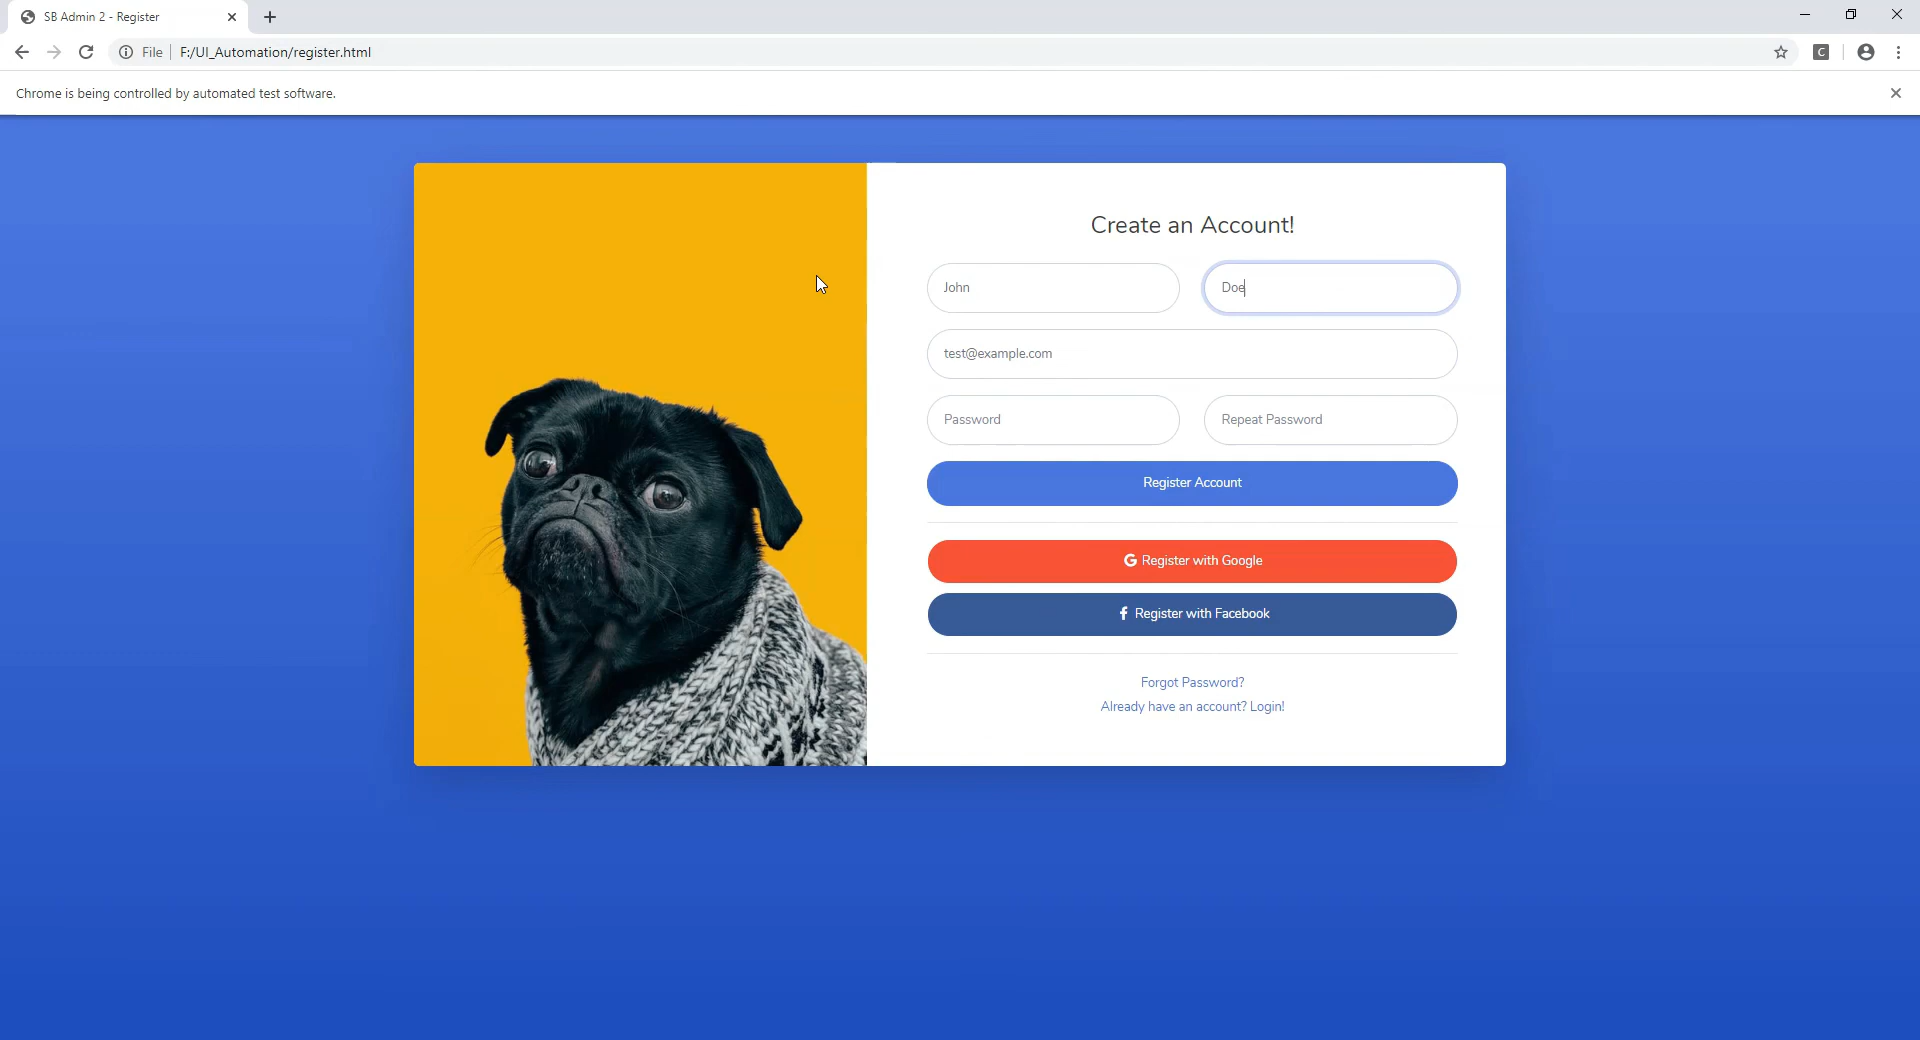 SB Admin 2 - Register
File F:/UI_Automation/register.html
C
Chrome is being controlled by automated test software.
Create an Account!
John Doe
test@example.com
Password Repeat Password
Register Account
G Register with Google
f Register with Facebook
Forgot Password?
Already have an account? Login!